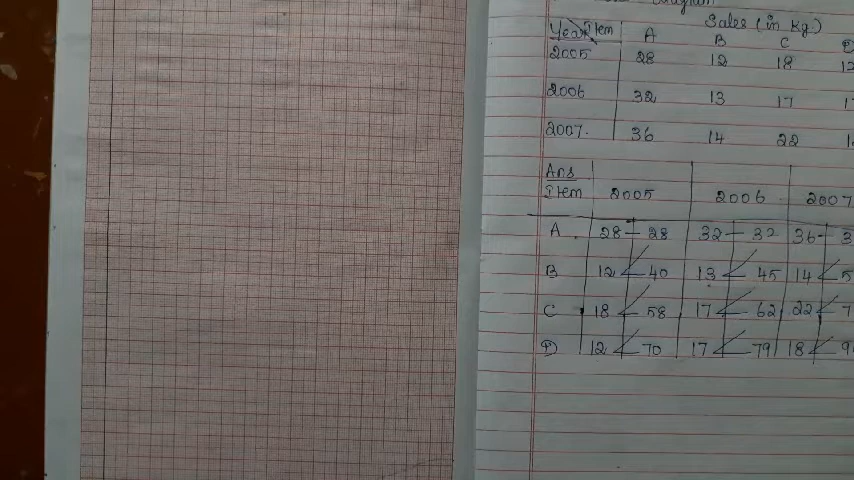 Diagram
Sales (in kg)
Year Item A B C D
2005 28 12 18 12
2006 32 13 17
2007. 36 14 22
Ans
Item 2005 2006 2007
A. 28 28 32 32 36
B 12 40 13 45 14
C 18 58 17 62 22
D 12 70 17 79 18